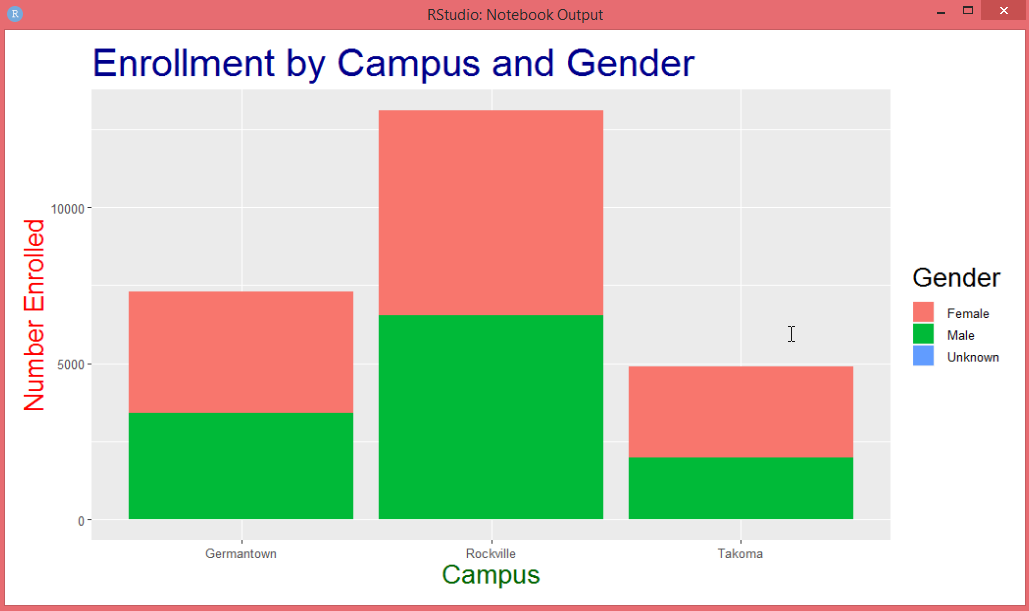 R RStudio: Notebook Output
Enrollment by Campus and Gender
Number Enrolled
10000
5000
0
Germantown Rockville Takoma
Campus
Gender
Female
Male
Unknown